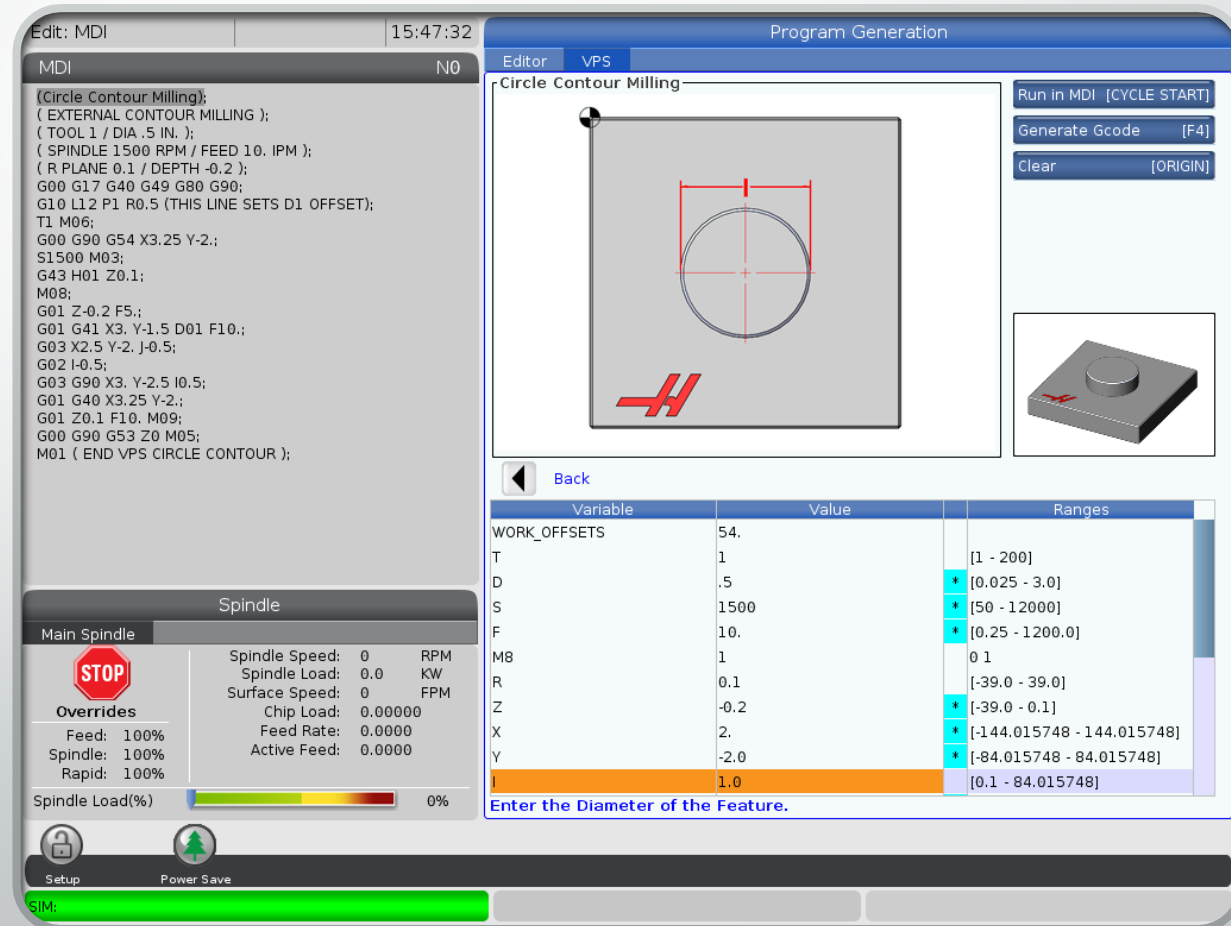 Edit: MDI
15:47:32
MDI N0
(Circle Contour Milling);
( EXTERNAL CONTOUR MILLING );
( TOOL 1 / DIA .5 IN. );
( SPINDLE 1500 RPM / FEED 10. IPM );
( R PLANE 0.1 / DEPTH -0.2 );
G00 G17 G40 G49 G80 G90;
G10 L12 P1 R0.5 (THIS LINE SETS D1 OFFSET);
T1 M06;
G00 G90 G54 X3.25 Y-2.;
S1500 M03;
G43 H01 Z0.1;
M08;
G01 Z-0.2 F5.;
G01 G41 X3. Y-1.5 D01 F10.;
G03 X2.5 Y-2. J-0.5;
G02 I-0.5;
G03 G90 X3. Y-2.5 I0.5;
G01 G40 X3.25 Y-2.;
G01 Z0.1 F10. M09;
G00 G90 G53 Z0 M05;
M01 ( END VPS CIRCLE CONTOUR );
Spindle
Main Spindle
STOP
Overrides
Feed: 100%
Spindle: 100%
Rapid: 100%
Spindle Speed: 0 RPM
Spindle Load: 0.0 KW
Surface Speed: 0 FPM
Chip Load: 0.00000
Feed Rate: 0.0000
Active Feed: 0.0000
Spindle Load(%) 0%
Program Generation
Editor VPS
Circle Contour Milling
I
Run in MDI [CYCLE START]
Generate Gcode [F4]
Clear [ORIGIN]
Back
Variable Value Ranges
WORK_OFFSETS 54.
T 1 [1 - 200]
D .5 * [0.025 - 3.0]
S 1500 * [50 - 12000]
F 10. * [0.25 - 1200.0]
M8 1 0 1
R 0.1 [-39.0 - 39.0]
Z -0.2 * [-39.0 - 0.1]
X 2. * [-144.015748 - 144.015748]
Y -2.0 * [-84.015748 - 84.015748]
I 1.0 [0.1 - 84.015748]
Enter the Diameter of the Feature.
Setup Power Save
SIM: